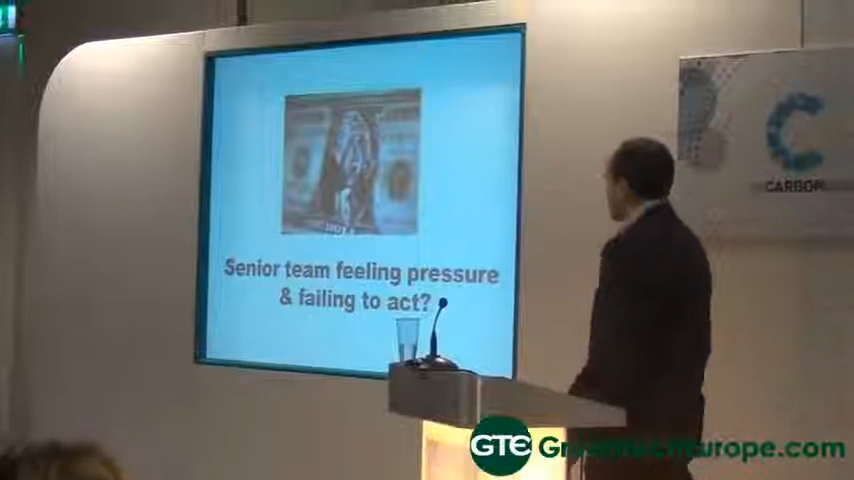 Senior team feeling pressure
& failing to act?
CARBON
GTE
GreenTechEurope.com